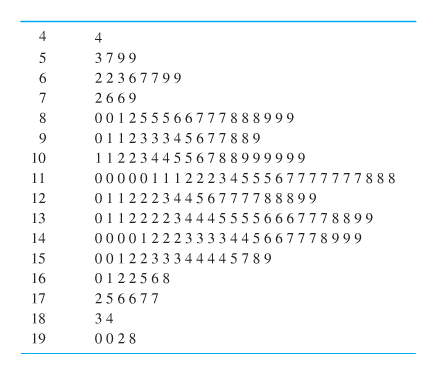 4 4
5 3 7 9 9
6 2 2 3 6 7 7 9 9
7 2 6 6 9
8 0 0 1 2 5 5 5 6 6 7 7 7 8 8 8 9 9 9
9 0 1 1 2 3 3 3 4 5 6 7 7 8 8 9
10 1 1 2 2 3 4 4 5 5 6 7 8 8 9 9 9 9 9 9
11 0 0 0 0 0 1 1 1 2 2 2 3 4 5 5 5 6 7 7 7 7 7 7 7 7 8 8 8
12 0 1 1 2 2 2 3 4 4 5 6 7 7 7 7 8 8 8 9 9
13 0 1 1 2 2 2 2 3 4 4 4 5 5 5 5 6 6 6 7 7 7 8 8 9 9
14 0 0 0 0 1 2 2 2 3 3 3 3 4 4 5 6 6 7 7 7 8 9 9 9
15 0 0 1 2 2 3 3 3 4 4 4 4 4 5 7 8 9
16 0 1 2 2 5 6 8
17 2 5 6 6 7 7
18 3 4
19 0 0 2 8